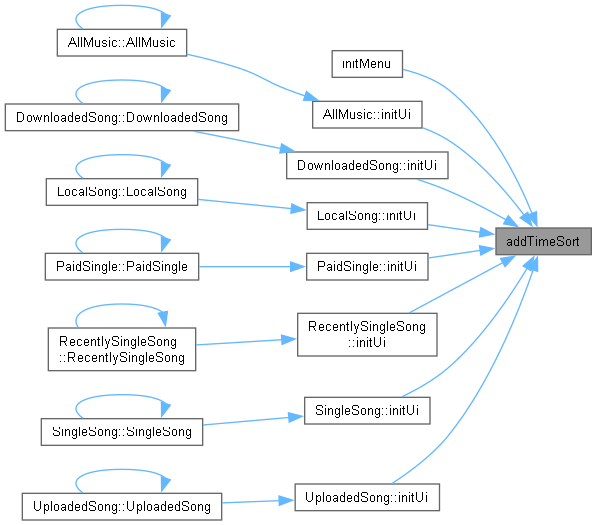 AllMusic::AllMusic
initMenu
AllMusic::initUi
DownloadedSong::DownloadedSong
DownloadedSong::initUi
LocalSong::LocalSong
LocalSong::initUi
addTimeSort
PaidSingle::PaidSingle
PaidSingle::initUi
RecentlySingleSong
::initUi
RecentlySingleSong
::RecentlySingleSong
SingleSong::initUi
SingleSong::SingleSong
UploadedSong::initUi
UploadedSong::UploadedSong